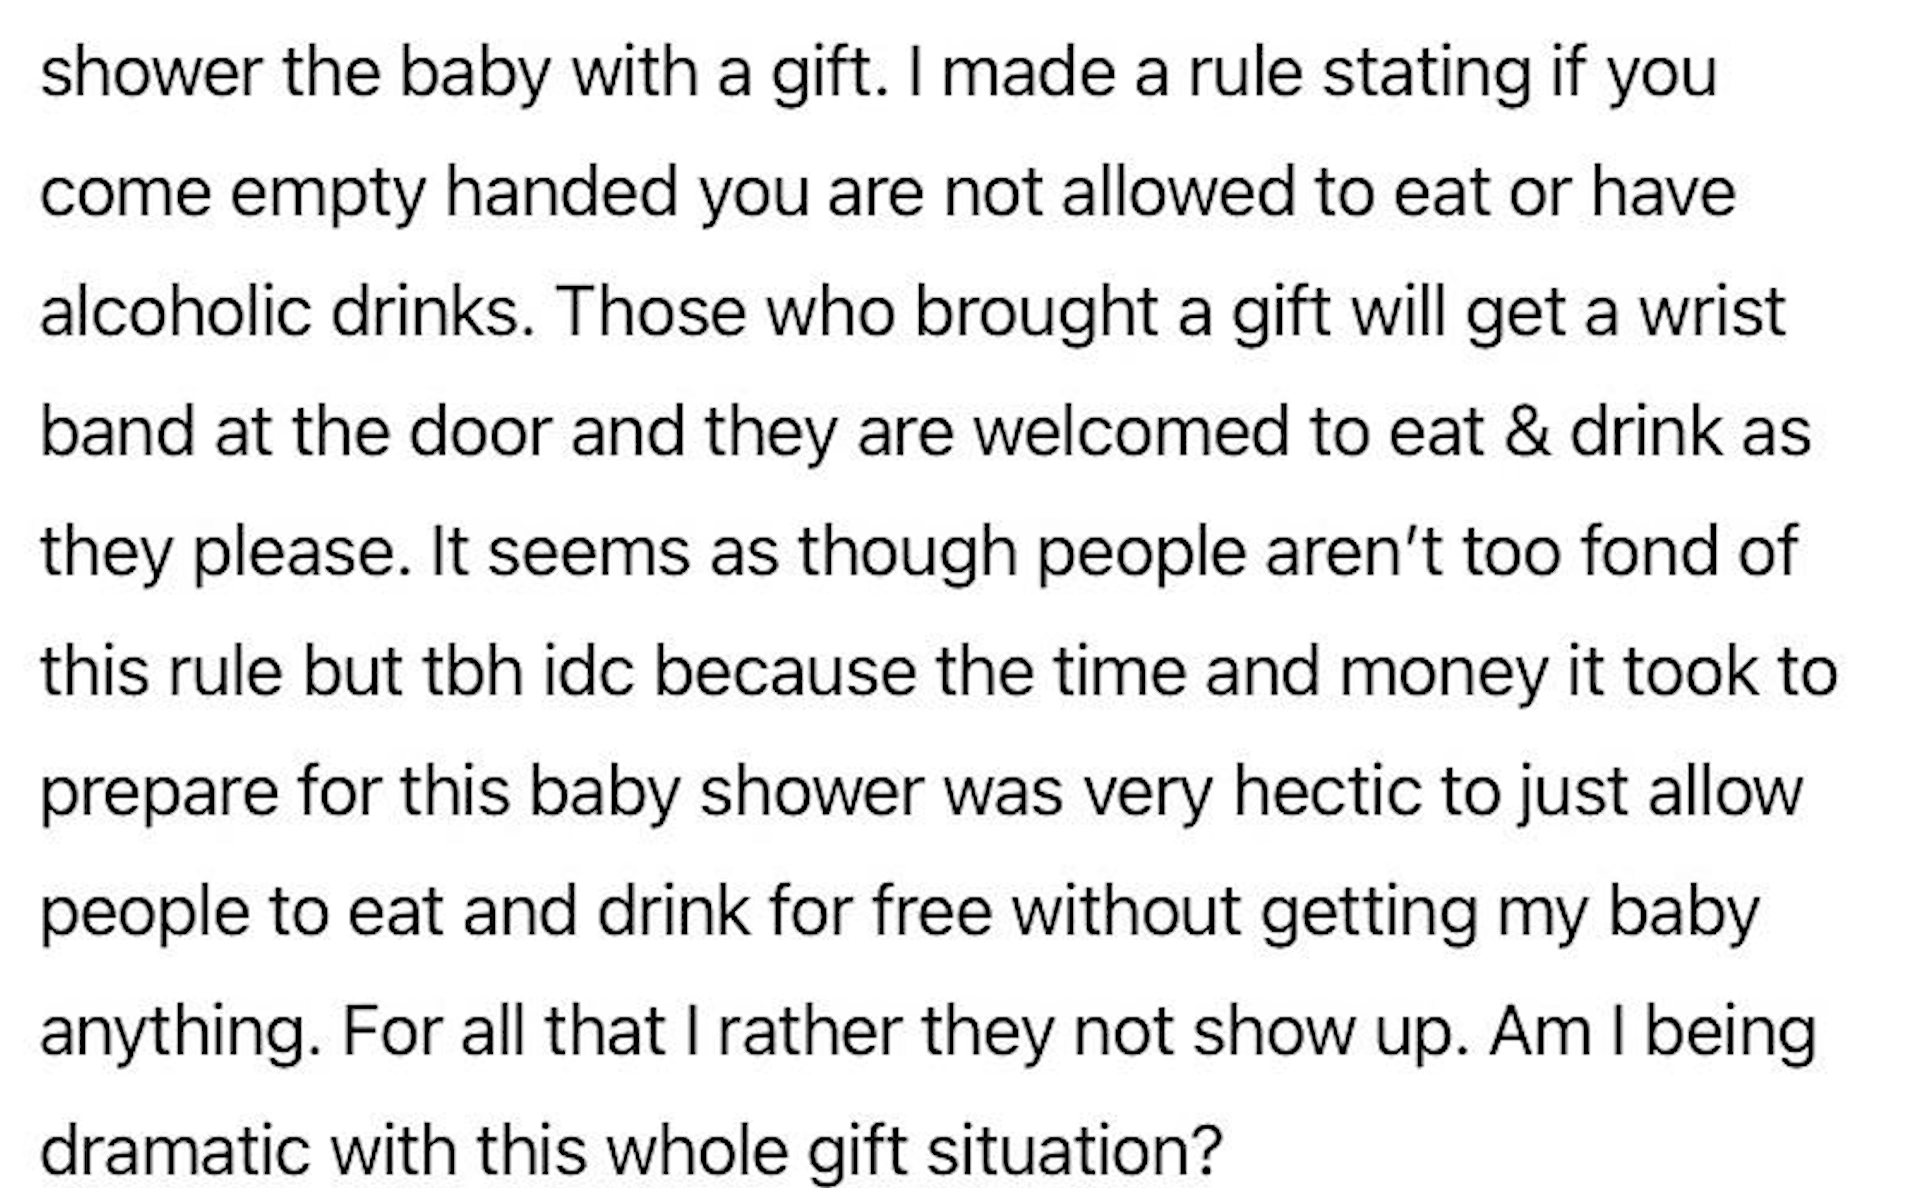 shower the baby with a gift. I made a rule stating if you
come empty handed you are not allowed to eat or have
alcoholic drinks. Those who brought a gift will get a wrist
band at the door and they are welcomed to eat & drink as
they please. It seems as though people aren’t too fond of
this rule but tbh idc because the time and money it took to
prepare for this baby shower was very hectic to just allow
people to eat and drink for free without getting my baby
anything. For all that I rather they not show up. Am I being
dramatic with this whole gift situation?